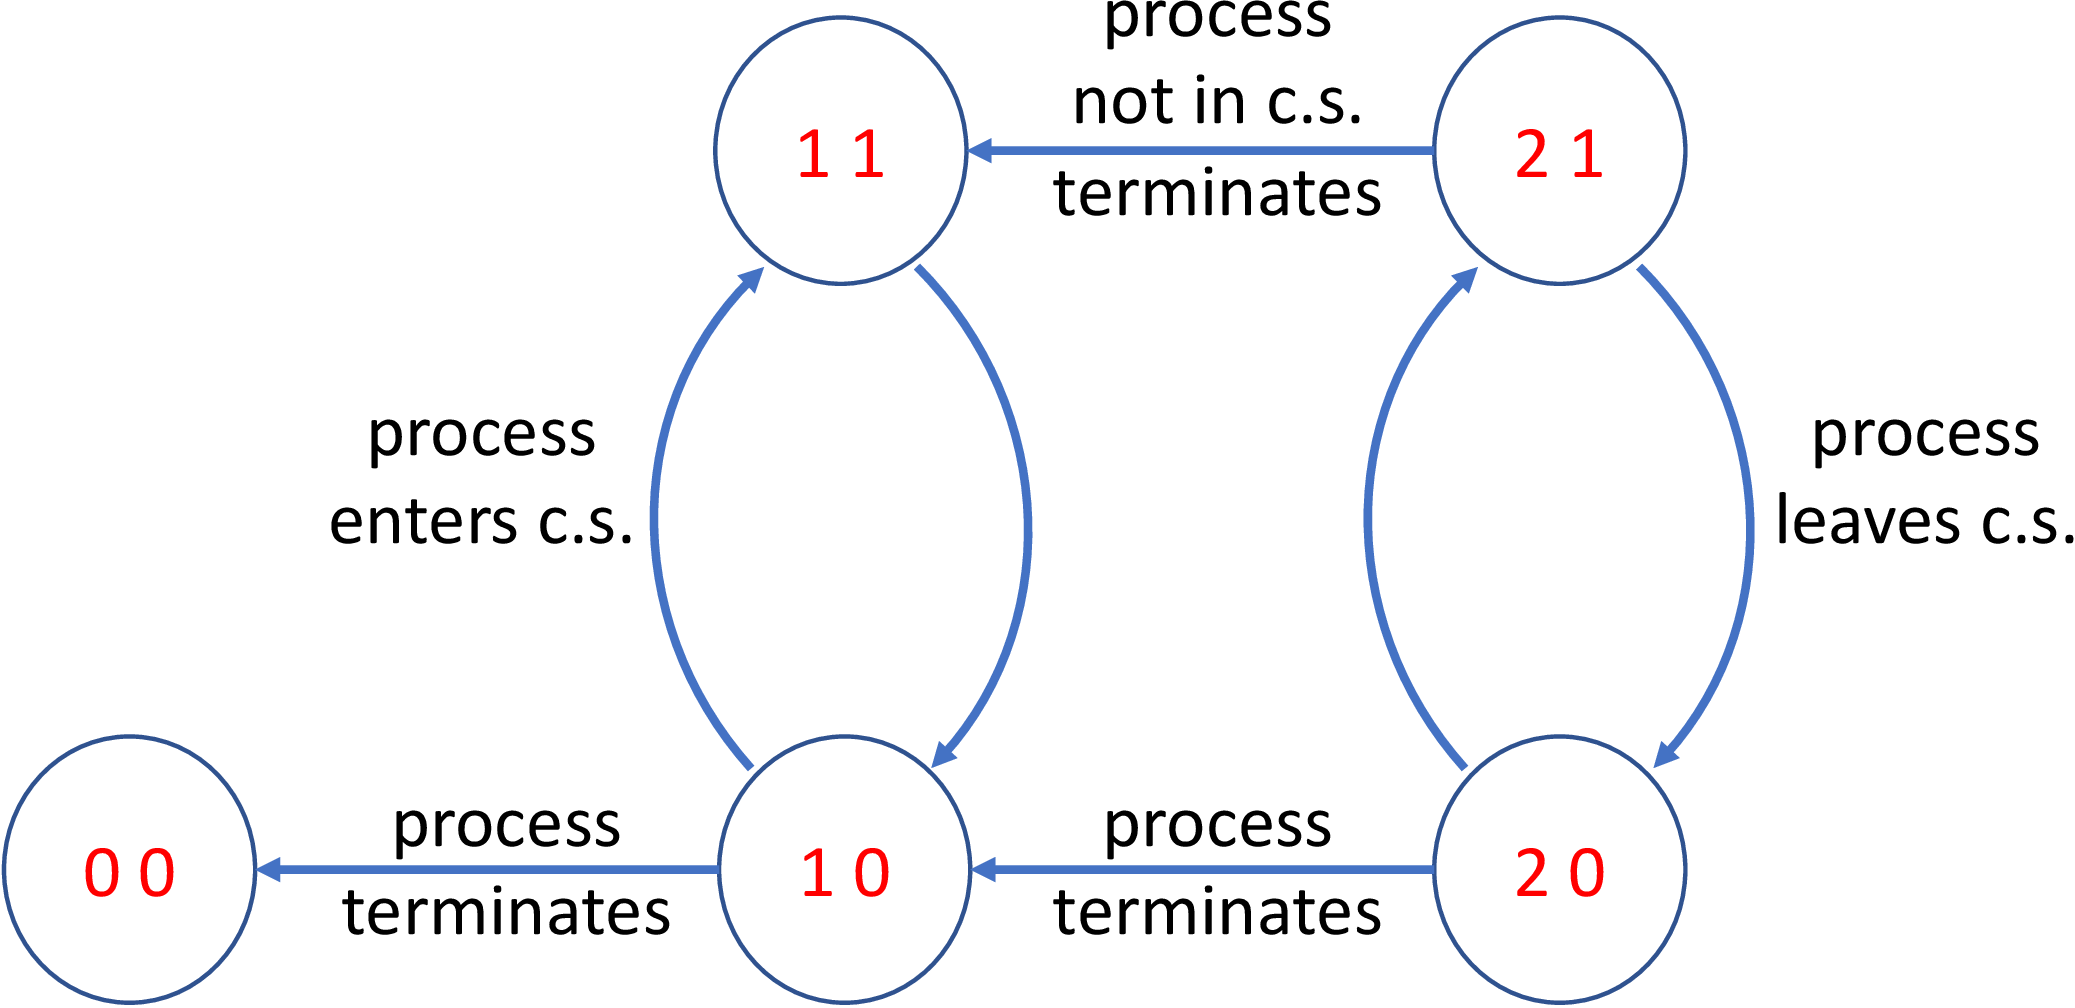 process
not in c.s.
terminates
1 1
2 1
process
enters c.s.
process
leaves c.s.
0 0
process
terminates
1 0
process
terminates
2 0